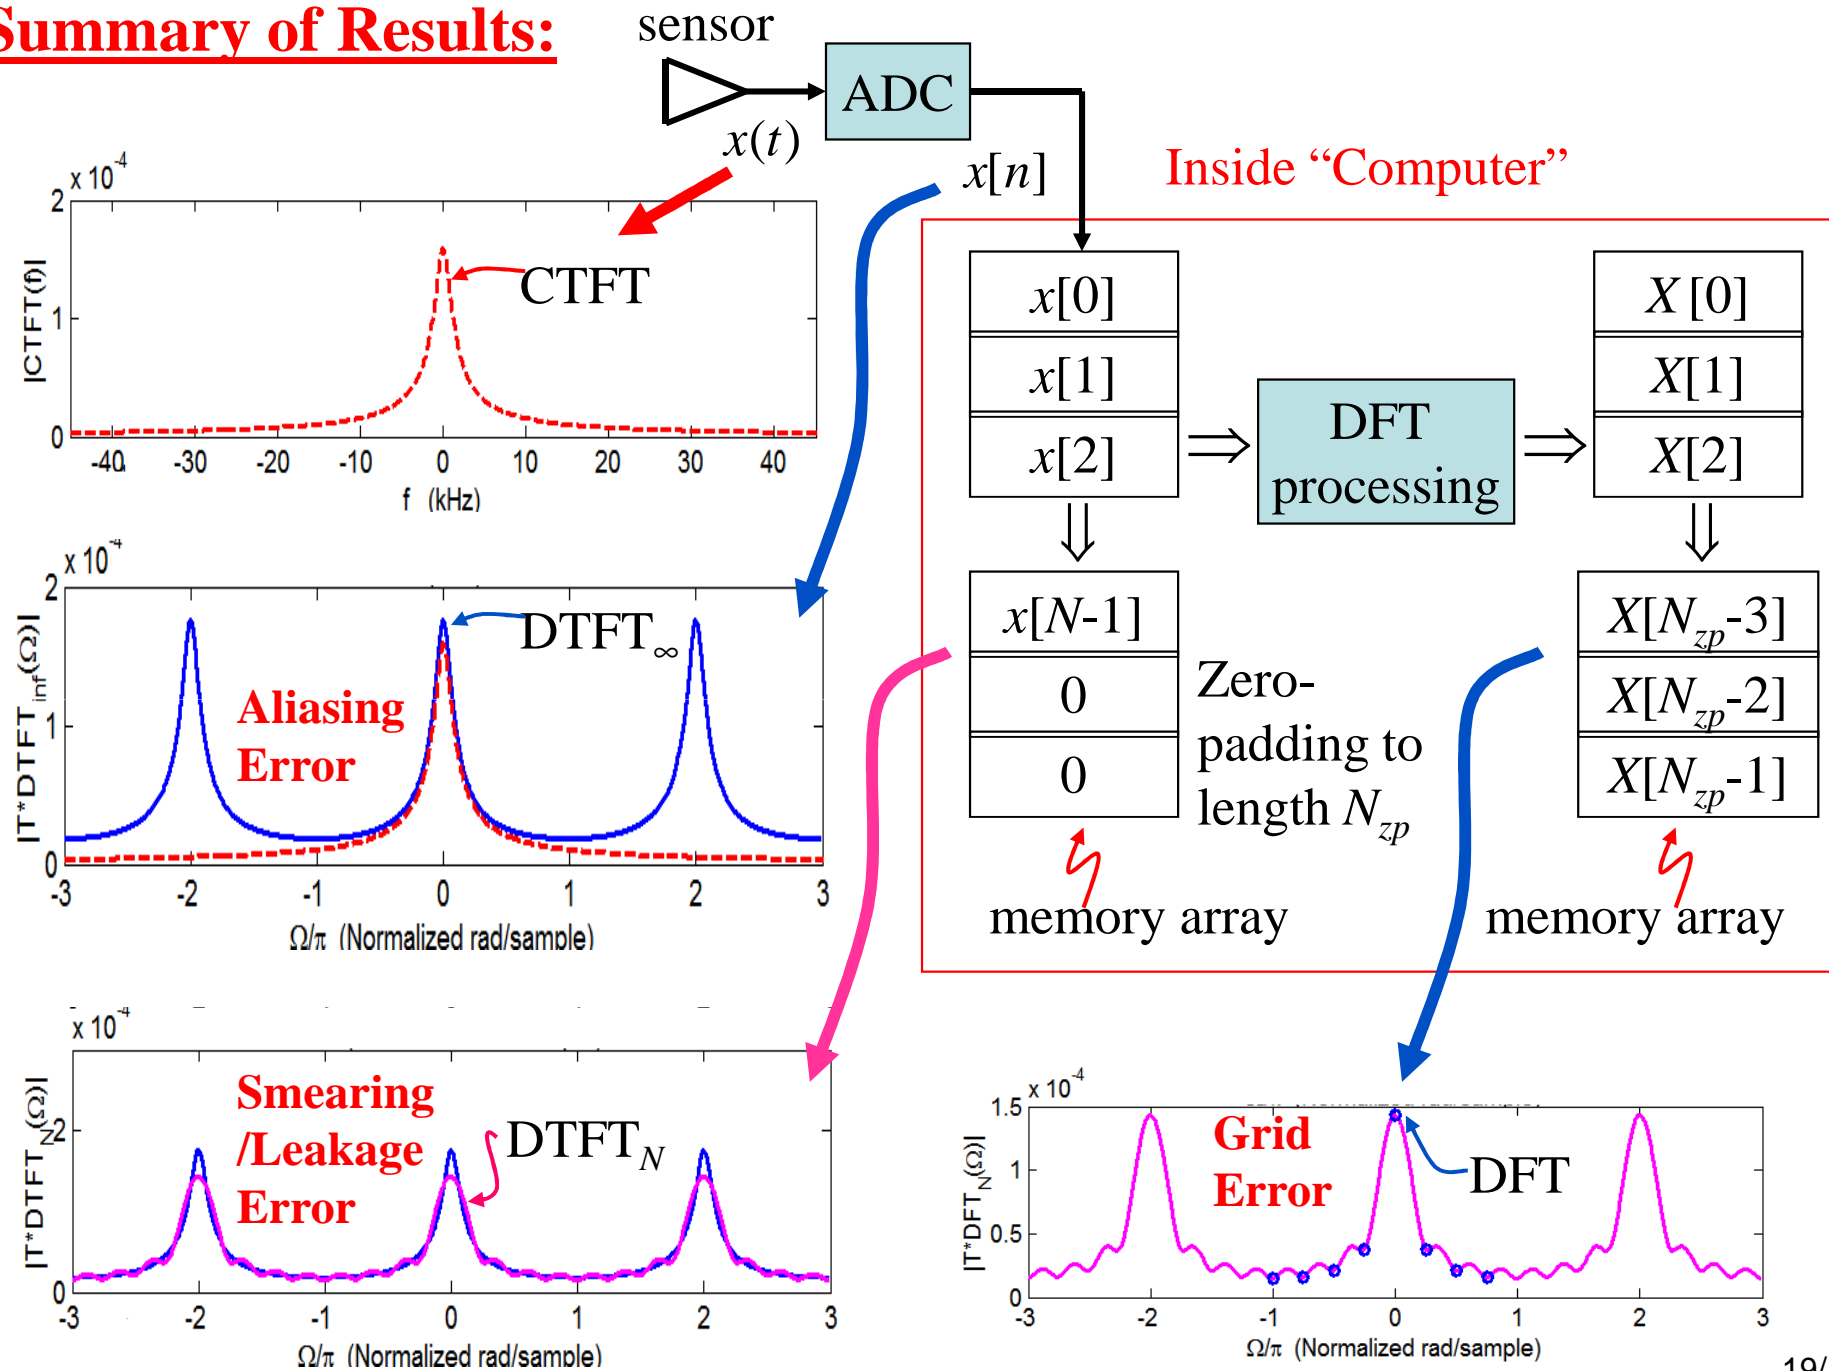 Summary of Results:
sensor
ADC
x(t)
x[n]
Inside “Computer”
x 10^-4
2
1
0
|CTFT(f)|
CTFT
-40 -30 -20 -10 0 10 20 30 40
f (kHz)
x[0]
x[1]
x[2]
x[N-1]
0
0
DFT
processing
X [0]
X[1]
X[2]
X[N_zp-3]
X[N_zp-2]
X[N_zp-1]
Zero-
padding to
length N_zp
memory array
memory array
x 10^-4
2
1
0
|T*DTFT_inf(Ω)|
DTFT_∞
Aliasing
Error
-3 -2 -1 0 1 2 3
Ω/π (Normalized rad/sample)
x 10^-4
2
0
|T*DTFT_N(Ω)|
Smearing
/Leakage
Error
DTFT_N
-3 -2 -1 0 1 2 3
Ω/π (Normalized rad/sample)
x 10^-4
1.5
1
0.5
0
|T*DFT_N(Ω)|
Grid
Error
DFT
-3 -2 -1 0 1 2 3
Ω/π (Normalized rad/sample)
19/